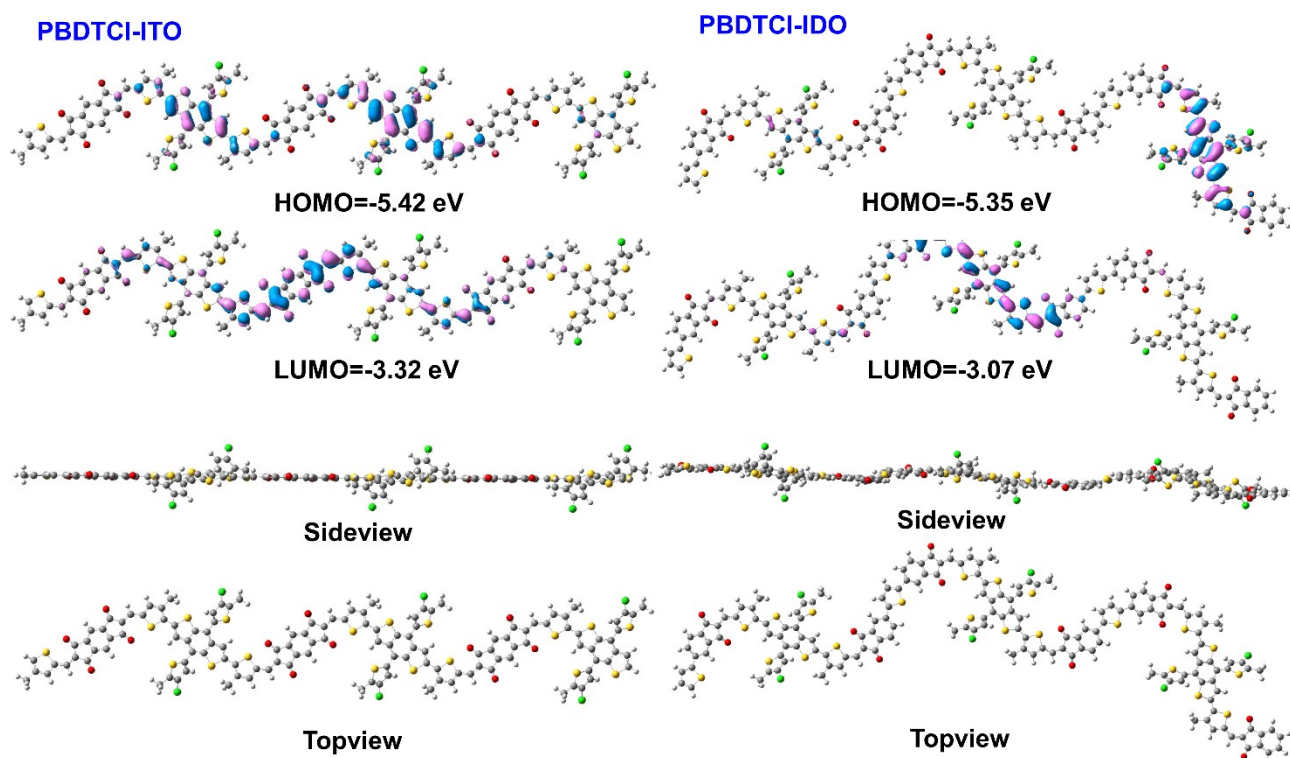 PBDTCl-ITO
PBDTCl-IDO
HOMO=-5.42 eV
HOMO=-5.35 eV
LUMO=-3.32 eV
LUMO=-3.07 eV
Sideview
Sideview
Topview
Topview